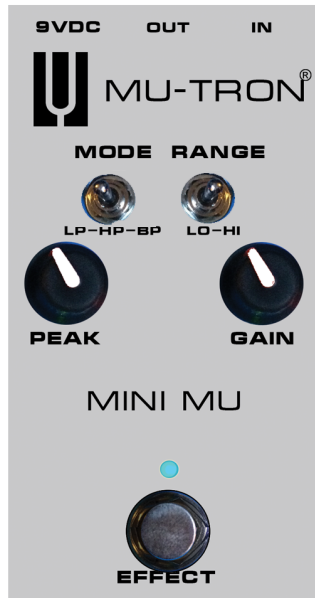 9VDC OUT IN
MU-TRON®
MODE RANGE
LP-HP-BP LO-HI
PEAK GAIN
MINI MU
EFFECT